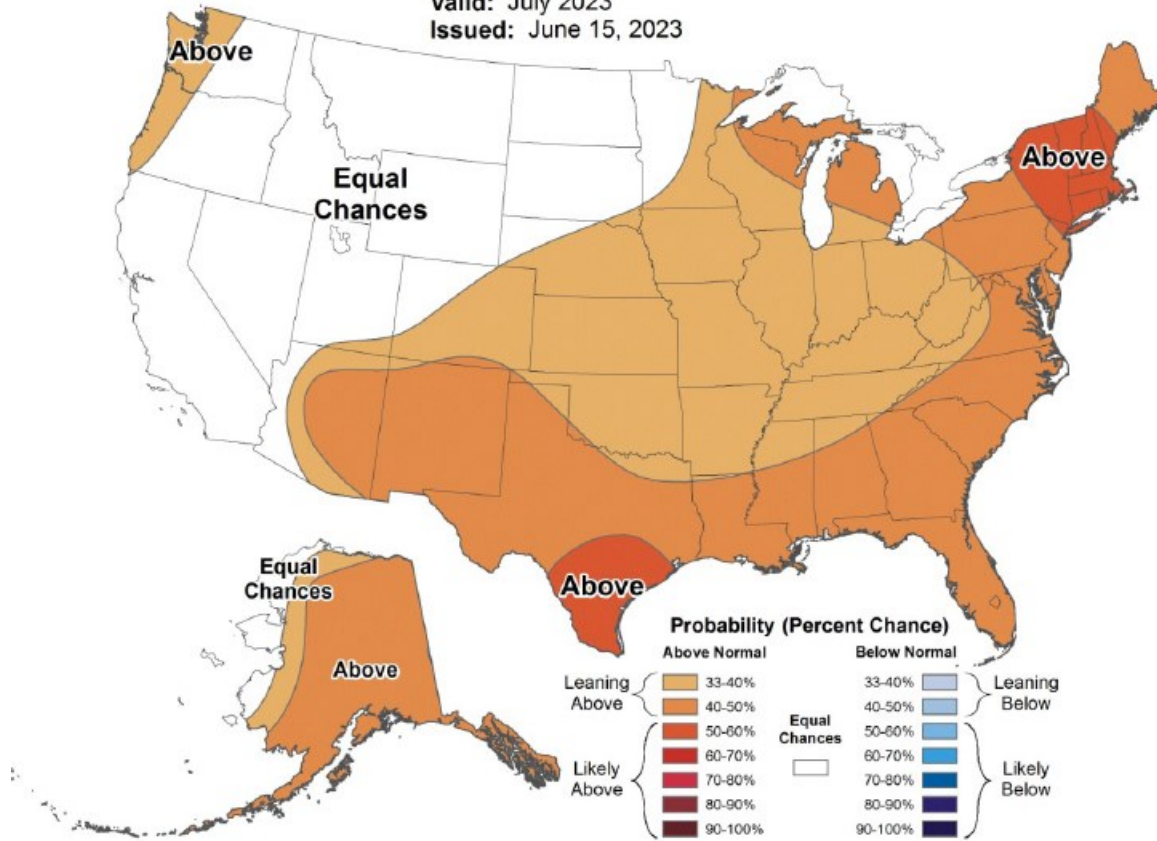 Valid: July 2023
Issued: June 15, 2023
Above
Equal
Chances
Above
Equal
Chances
Above
Above
Probability (Percent Chance)
Above Normal
Below Normal
Leaning
Above
33-40%
40-50%
Likely
Above
50-60%
60-70%
70-80%
80-90%
90-100%
Equal
Chances
33-40%
40-50%
Leaning
Below
50-60%
60-70%
70-80%
80-90%
90-100%
Likely
Below